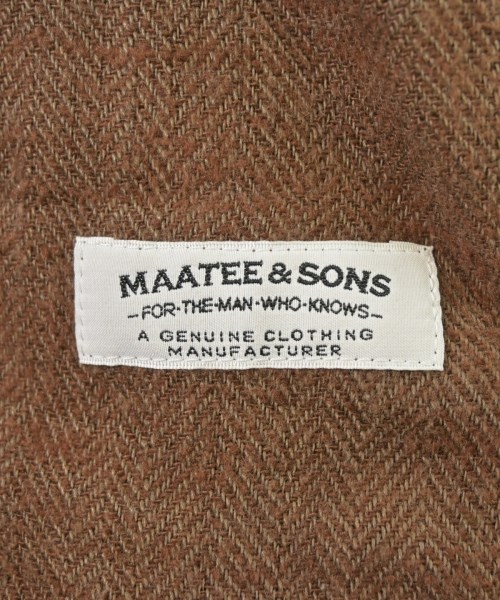 MAATEE & SONS
-FOR·THE·MAN·WHO·KNOWS-
A GENUINE CLOTHING
MANUFACTURER